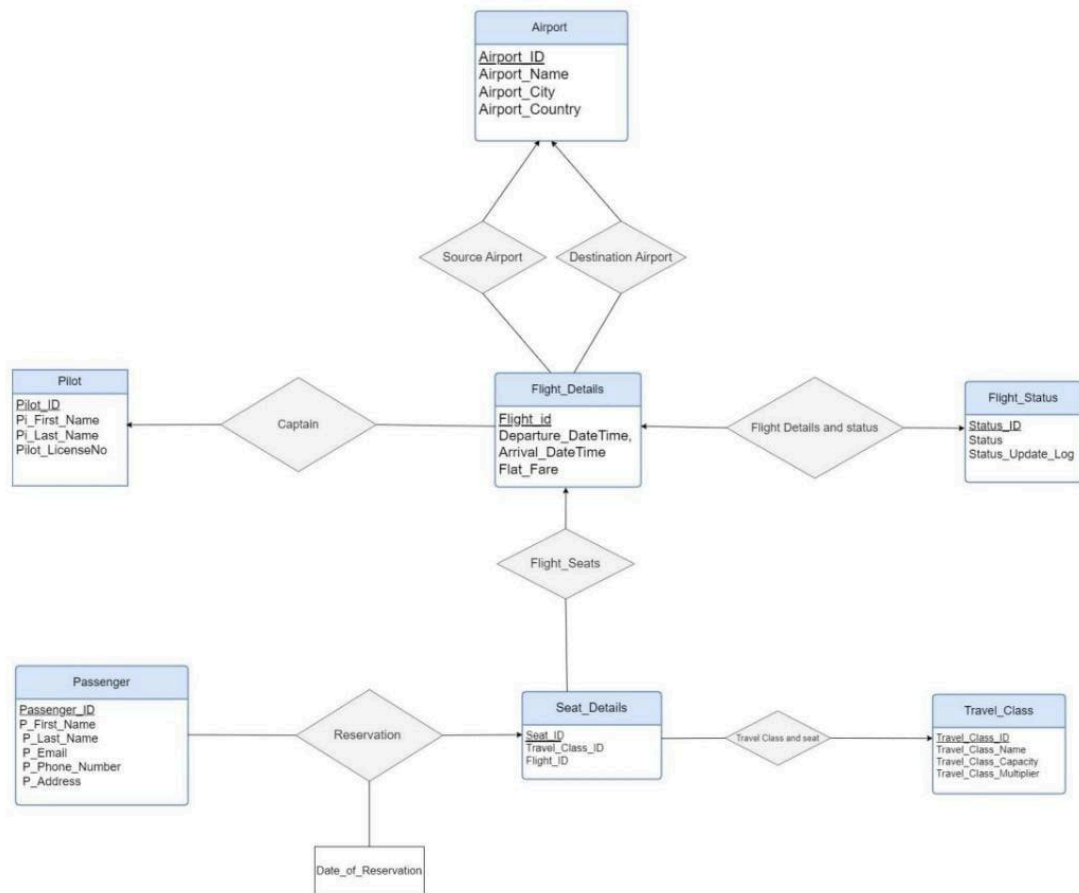 Airport
Airport_ID
Airport_Name
Airport_City
Airport_Country
Source Airport
Destination Airport
Pilot
Pilot_ID
Pi_First_Name
Pi_Last_Name
Pilot_LicenseNo
Captain
Flight_Details
Flight_id
Departure_DateTime,
Arrival_DateTime
Flat_Fare
Flight Details and status
Flight_Status
Status_ID
Status
Status_Update_Log
Flight_Seats
Passenger
Passenger_ID
P_First_Name
P_Last_Name
P_Email
P_Phone_Number
P_Address
Reservation
Seat_Details
Seat_ID
Travel_Class_ID
Flight_ID
Travel Class and seat
Travel_Class
Travel_Class_ID
Travel_Class_Name
Travel_Class_Capacity
Travel_Class_Multiplier
Date_of_Reservation